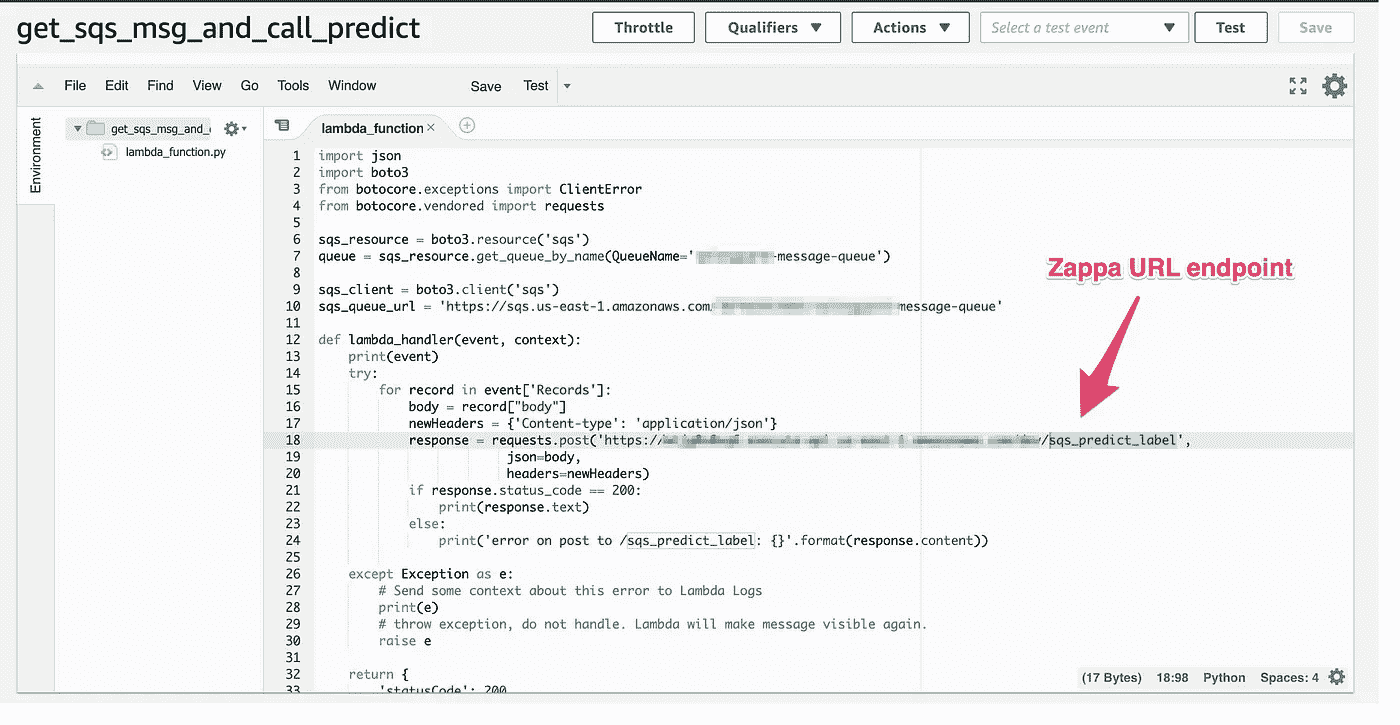 get_sqs_msg_and_call_predict
Throttle
Qualifiers
Actions
Select a test event
Test
Save
File Edit Find View Go Tools Window Save Test
Environment
get_sqs_msg_and_
lambda_function.py
lambda_function
1 import json
2 import boto3
3 from botocore.exceptions import ClientError
4 from botocore.vendored import requests
5
6 sqs_resource = boto3.resource('sqs')
7 queue = sqs_resource.get_queue_by_name(QueueName='-message-queue')
8
9 sqs_client = boto3.client('sqs')
10 sqs_queue_url = 'https://sqs.us-east-1.amazonaws.com/message-queue'
11
12 def lambda_handler(event, context):
13 print(event)
14 try:
15 for record in event['Records']:
16 body = record["body"]
17 newHeaders = {'Content-type': 'application/json'}
18 response = requests.post('https:///sqs_predict_label',
19 json=body,
20 headers=newHeaders)
21 if response.status_code == 200:
22 print(response.text)
23 else:
24 print('error on post to /sqs_predict_label: {}'.format(response.content))
25
26 except Exception as e:
27 # Send some context about this error to Lambda Logs
28 print(e)
29 # throw exception, do not handle. Lambda will make message visible again.
30 raise e
31
32 return {
33 'statusCode': 200
Zappa URL endpoint
(17 Bytes) 18:98 Python Spaces: 4